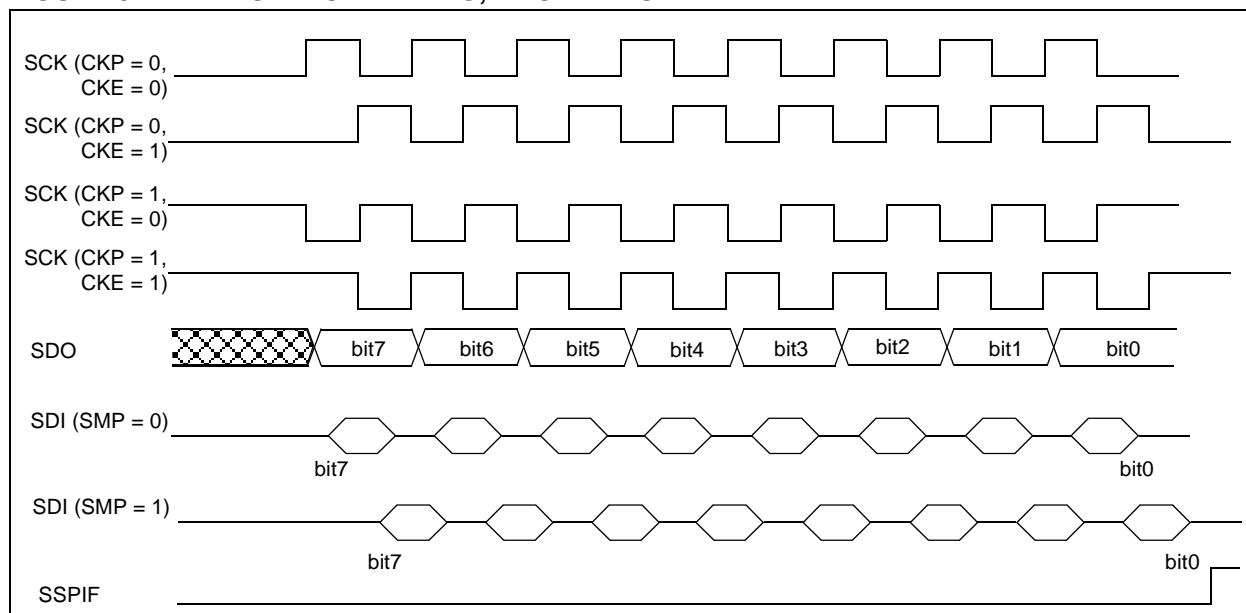 SCK (CKP = 0,
CKE = 0)
SCK (CKP = 0,
CKE = 1)
SCK (CKP = 1,
CKE = 0)
SCK (CKP = 1,
CKE = 1)
SDO
bit7 bit6 bit5 bit4 bit3 bit2 bit1 bit0
SDI (SMP = 0)
bit7 bit0
SDI (SMP = 1)
bit7 bit0
SSPIF